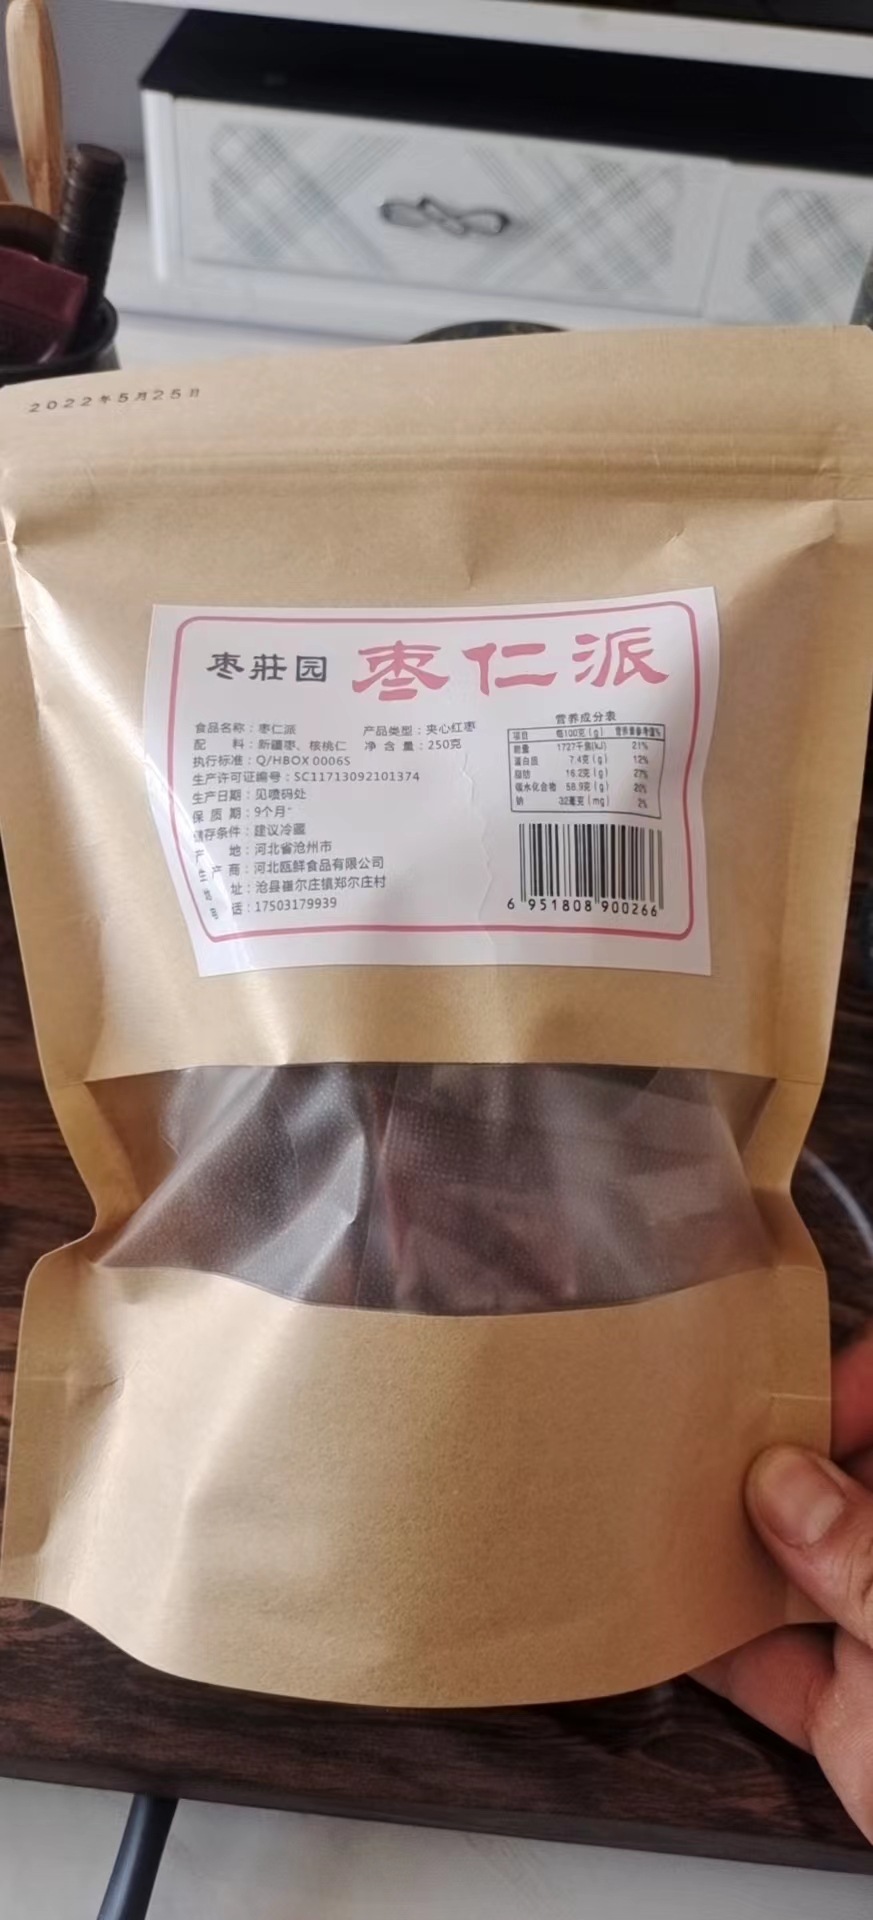 2022年5月25日
枣莊园 枣仁派
食品名称：枣仁派 产品类型：夹心红枣
配 料：新疆枣、核桃仁 净 含 量：250克
执行标准：Q/HBOX 0006S
生产许可证编号：SC11713092101374
生产日期：见喷码处
保 质 期：9个月
储存条件：建议冷藏
地：河北省沧州市
商：河北瓯鲜食品有限公司
址：沧县崔尔庄镇郑尔庄村
话：17503179939
营养成分表
项目 每100克（g） 营养素参考值%
能量 1727千焦(kJ) 21%
蛋白质 7.4克（g） 12%
脂肪 16.2克（g） 27%
碳水化合物 58.9克（g） 20%
钠 32毫克（mg） 2%
6 951808 900266